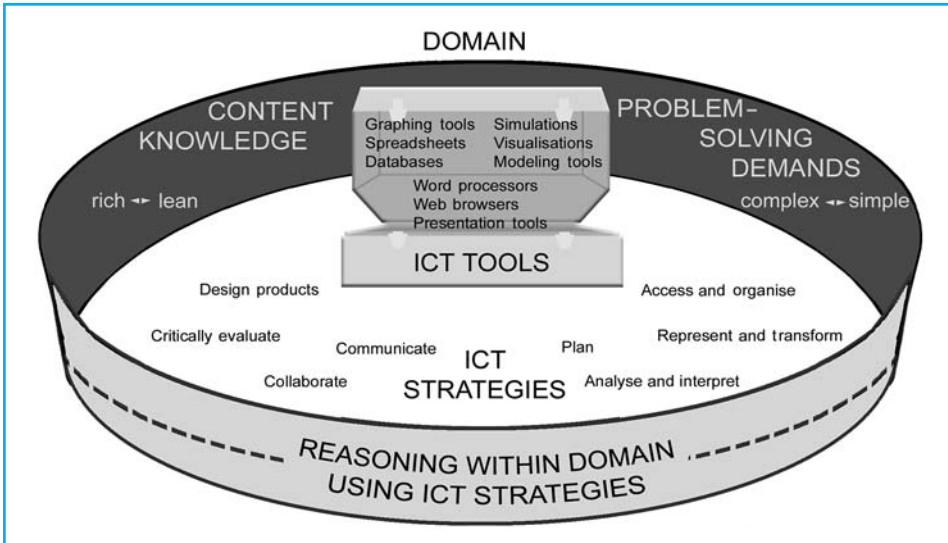 DOMAIN
CONTENT
KNOWLEDGE
rich ◄► lean
Graphing tools Simulations
Spreadsheets Visualisations
Databases Modeling tools
Word processors
Web browsers
Presentation tools
ICT TOOLS
PROBLEM–
SOLVING
DEMANDS
complex ◄► simple
Design products
Access and organise
Critically evaluate
Represent and transform
Communicate
Plan
Collaborate
Analyse and interpret
ICT
STRATEGIES
REASONING WITHIN DOMAIN
USING ICT STRATEGIES